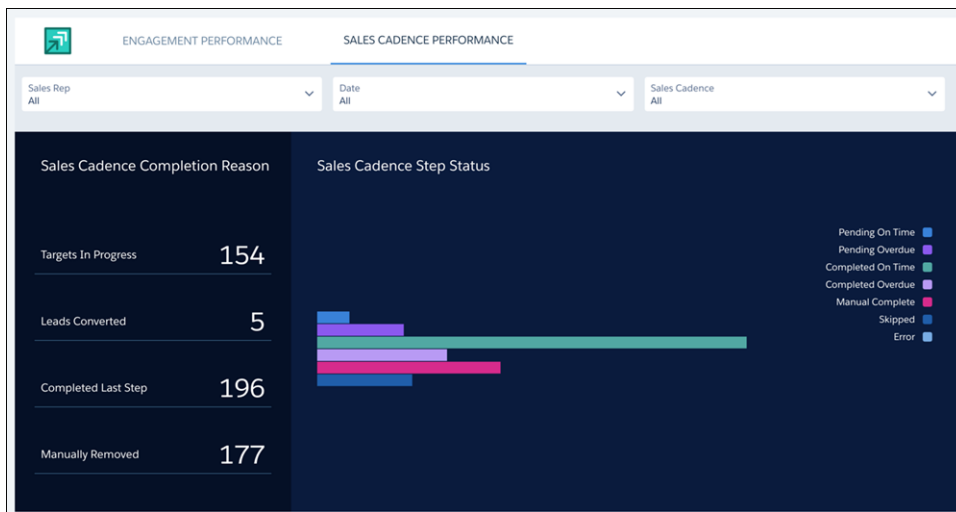 ENGAGEMENT PERFORMANCE
SALES CADENCE PERFORMANCE
Sales Rep
All
Date
All
Sales Cadence
All
Sales Cadence Completion Reason
Targets In Progress 154
Leads Converted 5
Completed Last Step 196
Manually Removed 177
Sales Cadence Step Status
Pending On Time
Pending Overdue
Completed On Time
Completed Overdue
Manual Complete
Skipped
Error